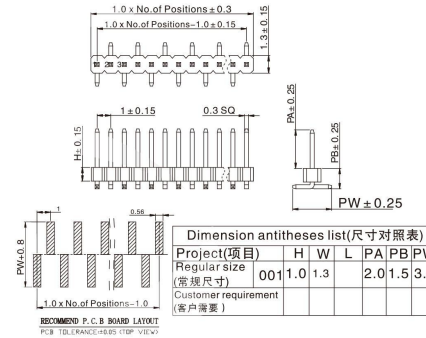 1.0 x No.of Positions±0.3
1.0 x No.of Positions-1.0±0.15
1.3±0.15
2 3
1±0.15
0.3 SQ
H±0.15
PA±0.25
PB±0.25
PW±0.25
1
0.56
PW+0.8
1.0 x No.of Positions-1.0
RECOMMEND P.C.B BOARD LAYOUT
PCB TOLERANCE:±0.05 (TOP VIEW)
Dimension antitheses list(尺寸对照表)
Project(项目) H W L PA PB PW
Regular size 001 1.0 1.3 2.0 1.5 3.
(常规尺寸)
Customer requirement
(客户需要)